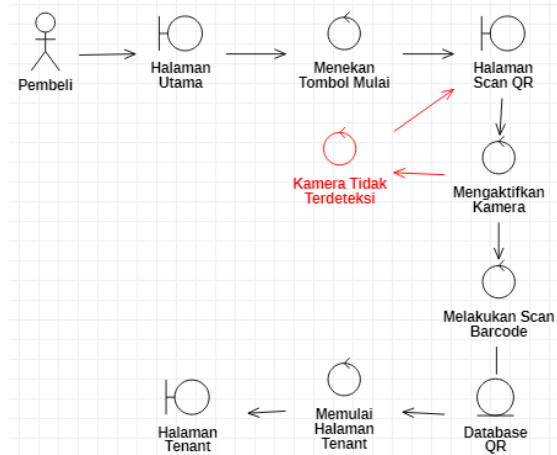 Pembeli
Halaman
Utama
Menekan
Tombol Mulai
Halaman
Scan QR
Kamera Tidak
Terdeteksi
Mengaktifkan
Kamera
Melakukan Scan
Barcode
Halaman
Tenant
Memulai
Halaman
Tenant
Database
QR